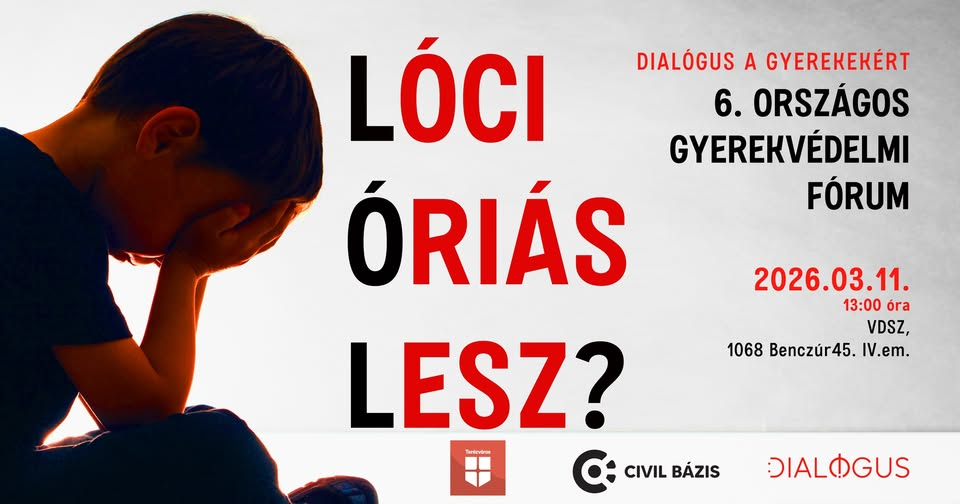 LÓCI
ÓRIÁS
LESZ?
DIALÓGUS A GYEREKEKÉRT
6. ORSZÁGOS
GYEREKVÉDELMI
FÓRUM
2026.03.11.
13:00 óra
VDSZ,
1068 Benczúr45. IV.em.
Terézváros
CIVIL BÁZIS
DIALÓGUS